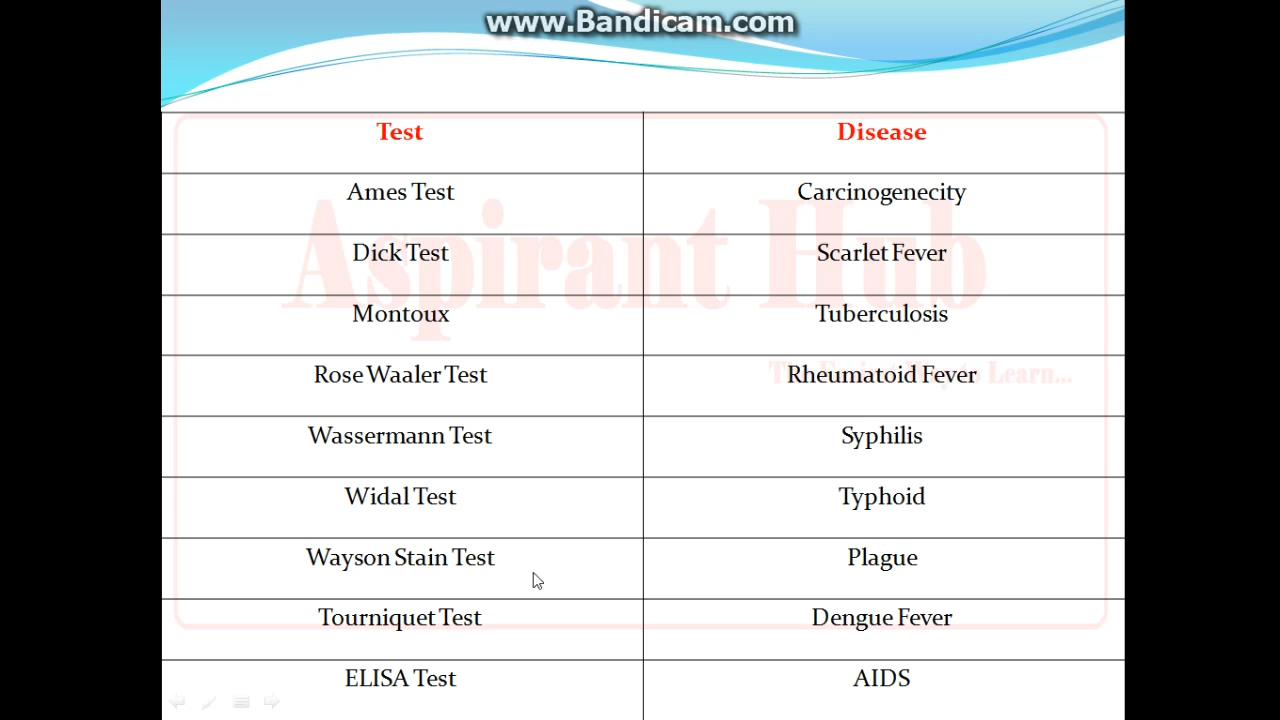 www.Bandicam.com
Test Disease
Ames Test Carcinogenecity
Aspirant Hub
Dick Test Scarlet Fever
Montoux Tuberculosis
Rose Waaler Test Rheumatoid Fever
to Learn...
Wassermann Test Syphilis
Widal Test Typhoid
Wayson Stain Test Plague
Tourniquet Test Dengue Fever
ELISA Test AIDS